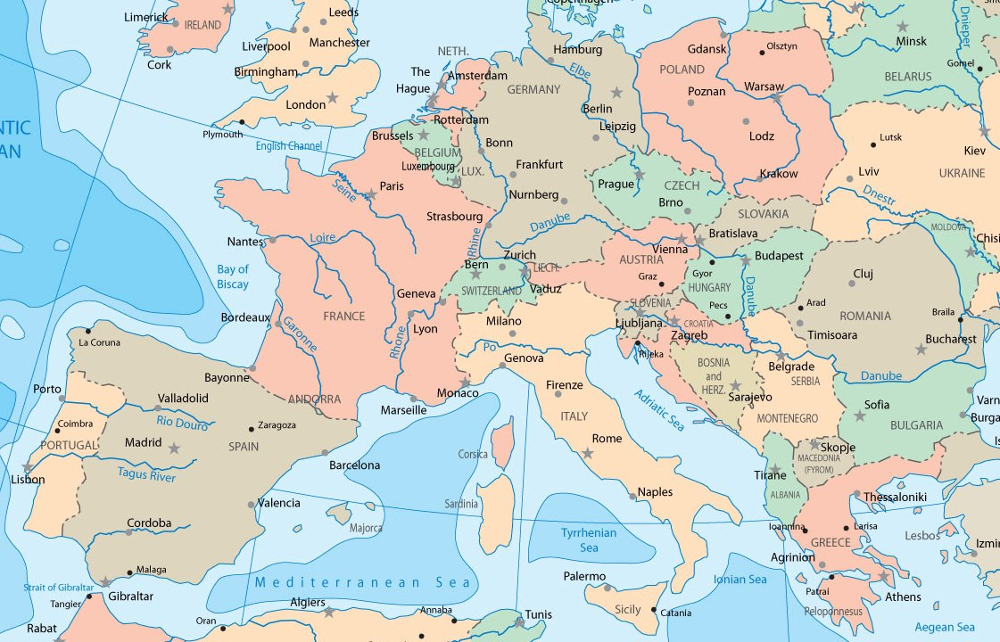 Copenhagen
Limerick
IRELAND
Cork
Leeds
Liverpool
Manchester
Birmingham
London
Plymouth
English Channel
NTIC
AN
NETH.
The
Hague
Amsterdam
Rotterdam
Brussels
BELGIUM
Luxembourg
LUX.
Hamburg
Elbe
GERMANY
Berlin
Leipzig
Bonn
Frankfurt
Nurnberg
Gdansk
Olsztyn
POLAND
Poznan
Warsaw
Lodz
Krakow
Minsk
Dnieper
Gomel
BELARUS
Lutsk
Kiev
Lviv
UKRAINE
Dnestr
MOLDOVA
Chisi
Prague
CZECH
Brno
SLOVAKIA
Bratislava
Paris
Seine
Strasbourg
Danube
Rhine
Nantes
Loire
Vienna
AUSTRIA
Graz
Budapest
Gyor
HUNGARY
Pecs
Danube
Bay of
Biscay
Zurich
Bern
LIECH.
SWITZERLAND
Vaduz
Geneva
FRANCE
Lyon
Rhone
Bordeaux
Garonne
Milano
Po
Genova
SLOVENIA
Ljubljana
CROATIA
Zagreb
Rijeka
Cluj
Arad
ROMANIA
Timisoara
Braila
Bucharest
Danube
La Coruna
Bayonne
ANDORRA
Marseille
Monaco
Firenze
ITALY
Adriatic Sea
BOSNIA
and
HERZ.
Sarajevo
Belgrade
SERBIA
MONTENEGRO
Sofia
BULGARIA
Varn
Burga
Is
Porto
Valladolid
Rio Douro
Coimbra
PORTUGAL
Zaragoza
Madrid
SPAIN
Tagus River
Lisbon
Barcelona
Valencia
Cordoba
Malaga
Strait of Gibraltar
Gibraltar
Tangier
Rabat
Majorca
Corsica
Sardinia
Rome
Naples
Tyrrhenian
Sea
Mediterranean Sea
Palermo
Sicily
Catania
Ionian Sea
Skopje
MACEDONIA
(FYROM)
Tirane
ALBANIA
Thessaloniki
Ioannina
Larisa
GREECE
Lesbos
Izmir
Agrinion
Patrai
Athens
Peloponnesus
Aegean Sea
Oran
Algiers
Annaba
Tunis